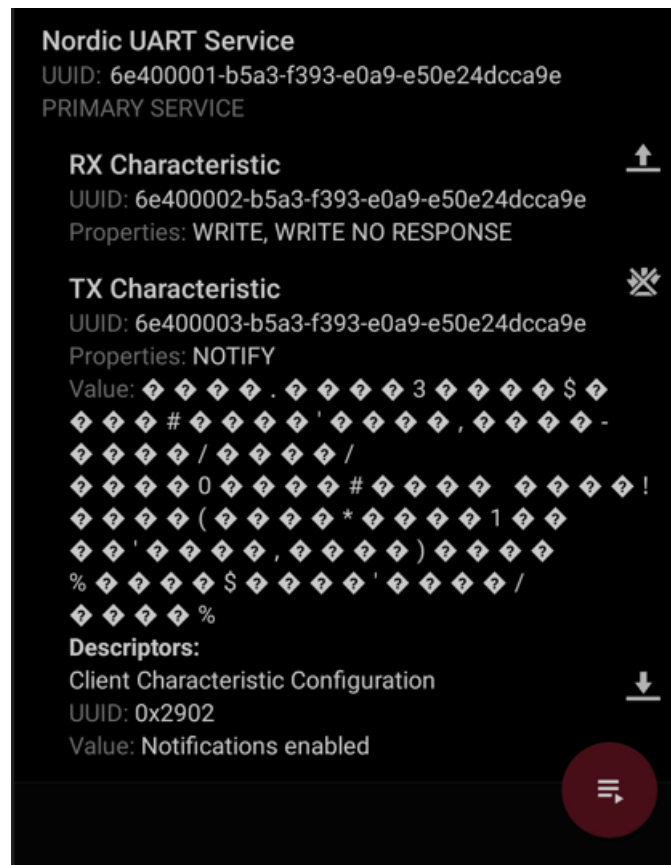 Nordic UART Service
UUID: 6e400001-b5a3-f393-e0a9-e50e24dcca9e
PRIMARY SERVICE
RX Characteristic
UUID: 6e400002-b5a3-f393-e0a9-e50e24dcca9e
Properties: WRITE, WRITE NO RESPONSE
TX Characteristic
UUID: 6e400003-b5a3-f393-e0a9-e50e24dcca9e
Properties: NOTIFY
Value: � � � � . � � � � 3 � � � � $ �
� � � # � � � � ' � � � � , � � � � -
� � � � / � � � � /
� � � � 0 � � � � # � � � �   � � � � !
� � � � ( � � � � * � � � � 1 � �
� � ' � � � � , � � � � ) � � � �
% � � � � $ � � � � ' � � � � /
� � � � %
Descriptors:
Client Characteristic Configuration
UUID: 0x2902
Value: Notifications enabled